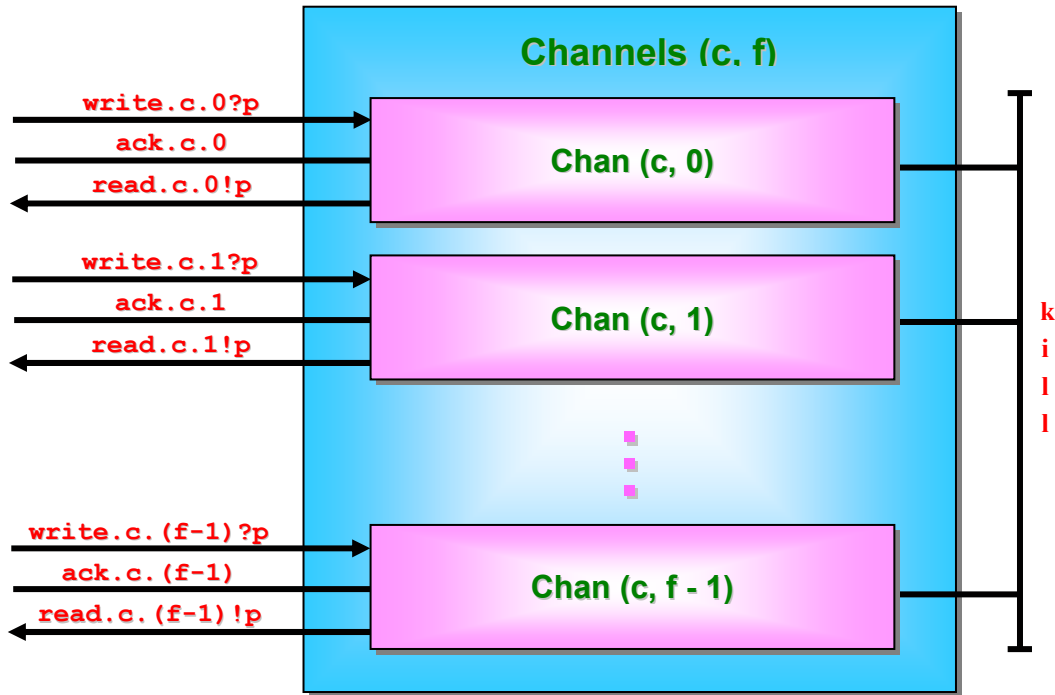 Channels (c, f)
write.c.0?p
ack.c.0
read.c.0!p
Chan (c, 0)
write.c.1?p
ack.c.1
read.c.1!p
Chan (c, 1)
write.c.(f-1)?p
ack.c.(f-1)
read.c.(f-1)!p
Chan (c, f - 1)
k
i
l
l